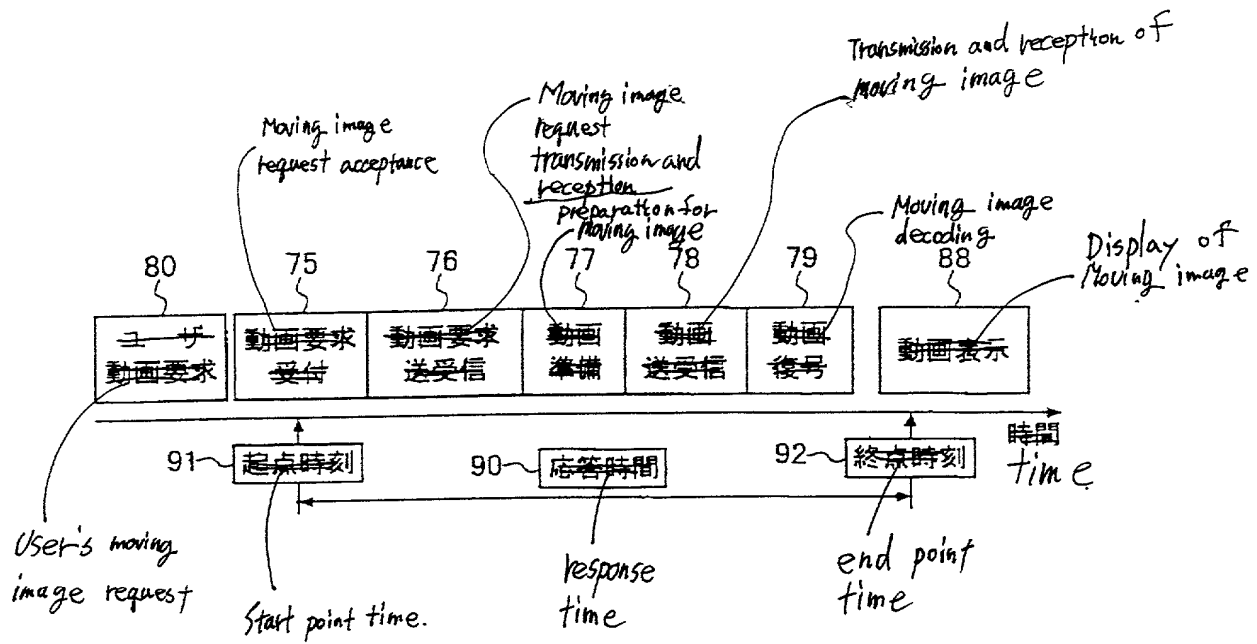 Transmission and reception of
moving image
Moving image
request
transmission and
reception
preparation for
Moving image
Moving image
request acceptance
Moving image
decoding
Display of
Moving image
80
75
76
77
78
79
88
ユーザ
動画要求
動画要求
受付
動画要求
送受信
動画
準備
動画
送受信
動画
復号
動画表示
時間
time
91
起点時刻
90
応答時間
92
終点時刻
User's moving
image request
Start point time.
response
time
end point
time